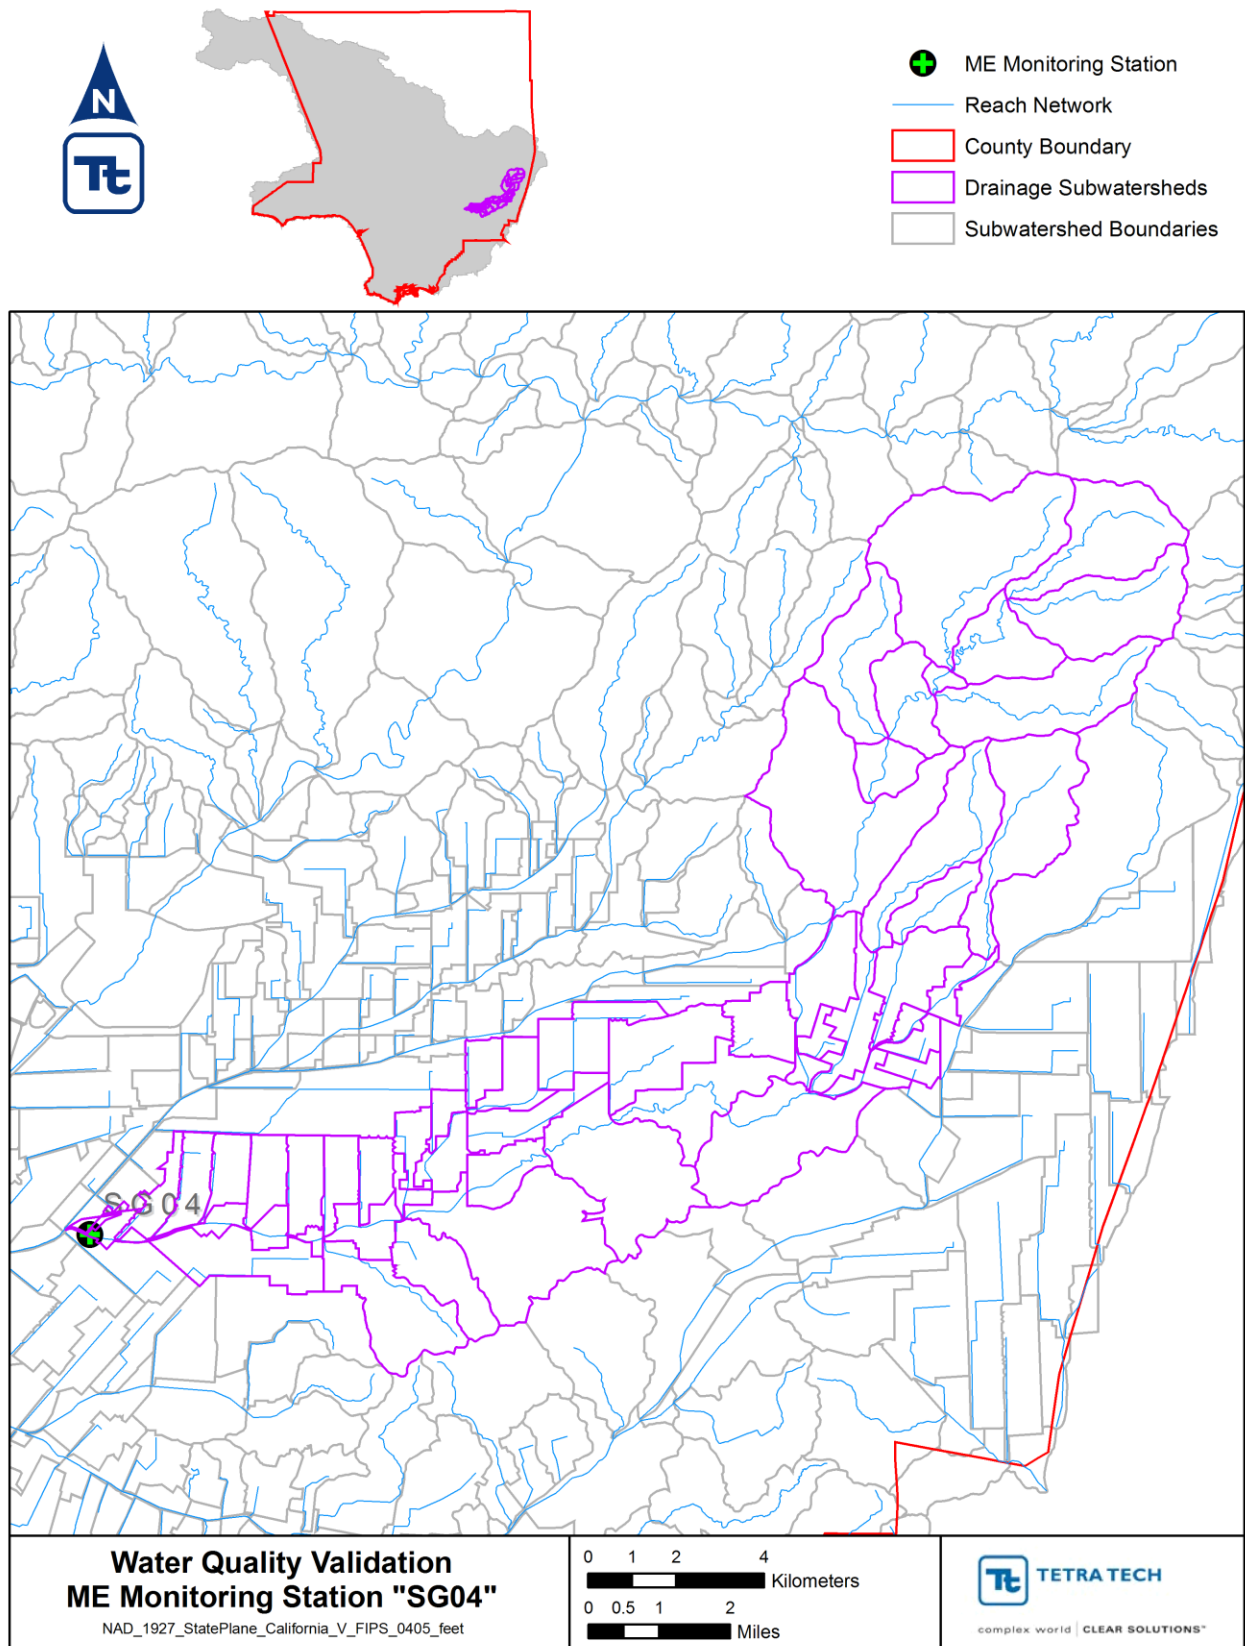 N
Tt
ME Monitoring Station
Reach Network
County Boundary
Drainage Subwatersheds
Subwatershed Boundaries
SG04
Water Quality Validation
ME Monitoring Station "SG04"
NAD_1927_StatePlane_California_V_FIPS_0405_feet
0 1 2 4
Kilometers
0 0.5 1 2
Miles
Tt TETRA TECH
complex world | CLEAR SOLUTIONS™